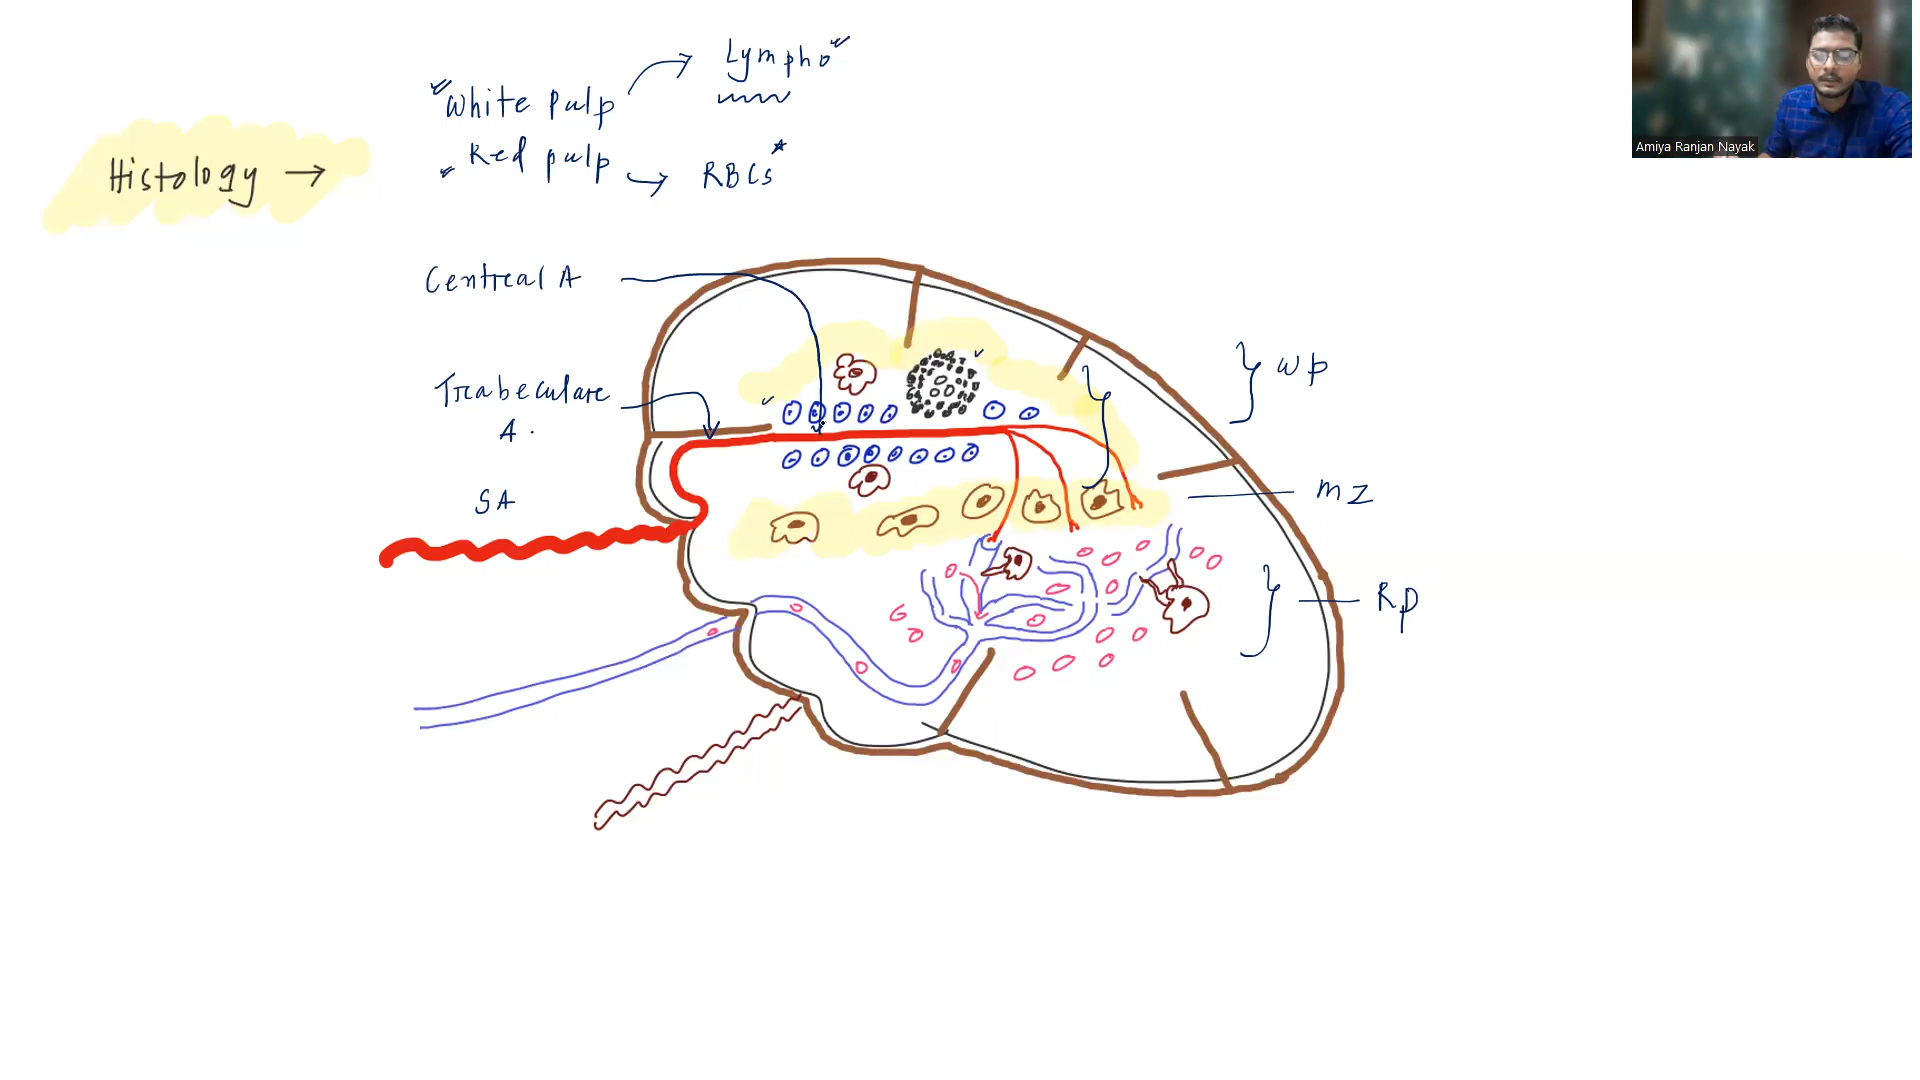 Lympho
White pulp
Red pulp
RBCs
Histology →
Centreal A
Trabeculare
A.
SA
wp
mz
Rp
Amiya Ranjan Nayak